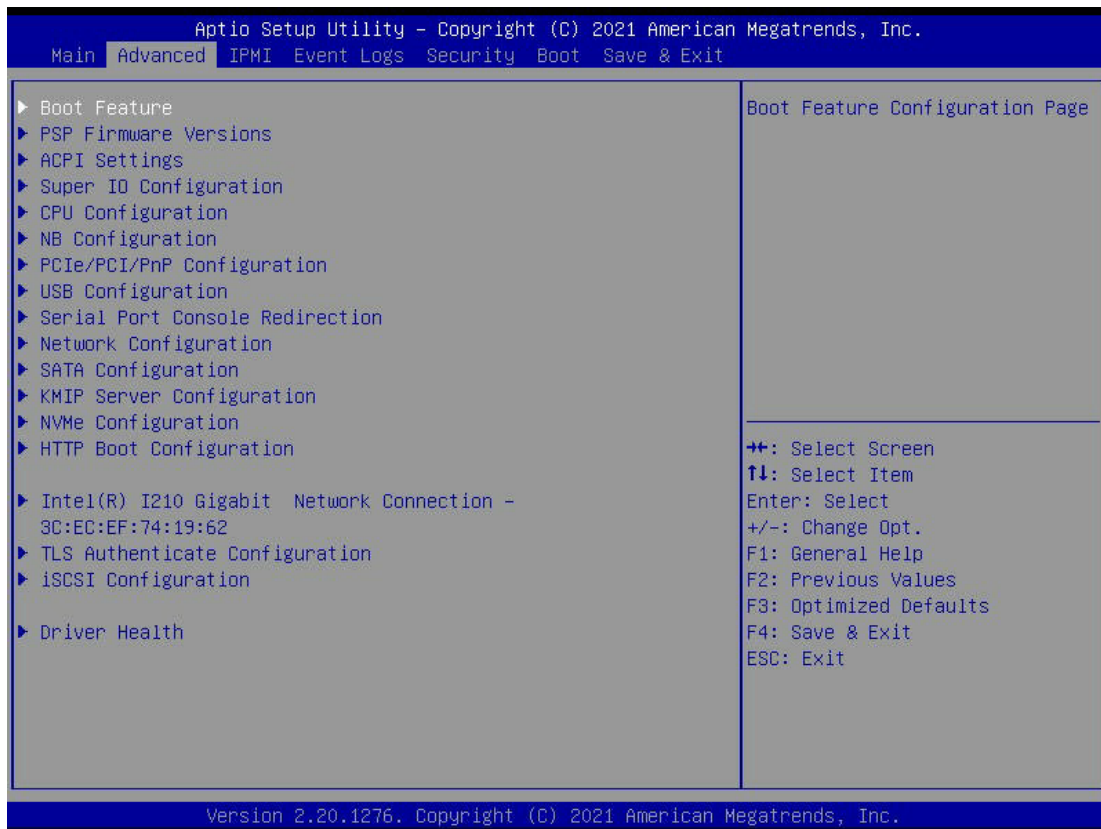 Aptio Setup Utility – Copyright (C) 2021 American Megatrends, Inc.
Main Advanced IPMI Event Logs Security Boot Save & Exit
Boot Feature
PSP Firmware Versions
ACPI Settings
Super IO Configuration
CPU Configuration
NB Configuration
PCIe/PCI/PnP Configuration
USB Configuration
Serial Port Console Redirection
Network Configuration
SATA Configuration
KMIP Server Configuration
NVMe Configuration
HTTP Boot Configuration
Intel(R) I210 Gigabit  Network Connection –
3C:EC:EF:74:19:62
TLS Authenticate Configuration
iSCSI Configuration
Driver Health
Boot Feature Configuration Page
→←: Select Screen
↑↓: Select Item
Enter: Select
+/-: Change Opt.
F1: General Help
F2: Previous Values
F3: Optimized Defaults
F4: Save & Exit
ESC: Exit
Version 2.20.1276. Copyright (C) 2021 American Megatrends, Inc.